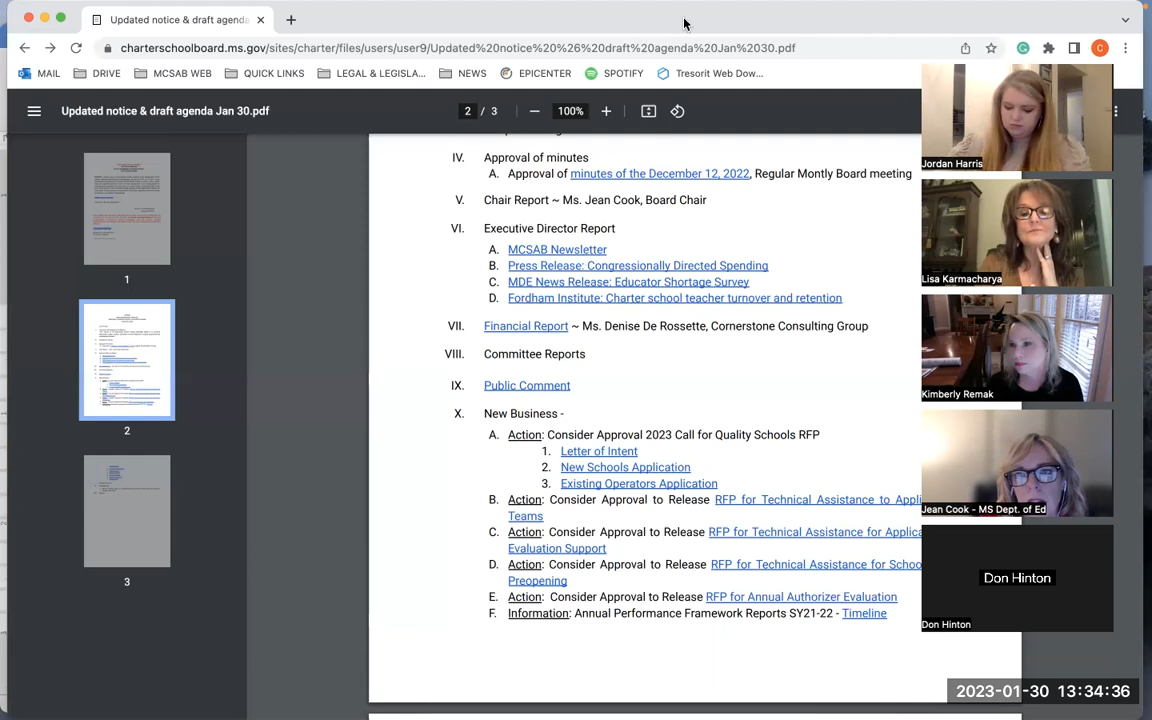 Updated notice & draft agenda
charterschoolboard.ms.gov/sites/charter/files/users/user9/Updated%20notice%20%26%20draft%20agenda%20Jan%2030.pdf
MAIL DRIVE MCSAB WEB QUICK LINKS LEGAL & LEGISLA... NEWS EPICENTER SPOTIFY Tresorit Web Dow...
Updated notice & draft agenda Jan 30.pdf
2 / 3
100%
IV. Approval of minutes
A. Approval of minutes of the December 12, 2022, Regular Montly Board meeting
V. Chair Report ~ Ms. Jean Cook, Board Chair
VI. Executive Director Report
A. MCSAB Newsletter
B. Press Release: Congressionally Directed Spending
C. MDE News Release: Educator Shortage Survey
D. Fordham Institute: Charter school teacher turnover and retention
VII. Financial Report ~ Ms. Denise De Rossette, Cornerstone Consulting Group
VIII. Committee Reports
IX. Public Comment
X. New Business -
A. Action: Consider Approval 2023 Call for Quality Schools RFP
1. Letter of Intent
2. New Schools Application
3. Existing Operators Application
B. Action: Consider Approval to Release RFP for Technical Assistance to Appli
Teams
C. Action: Consider Approval to Release RFP for Technical Assistance for Applica
Evaluation Support
D. Action: Consider Approval to Release RFP for Technical Assistance for Schoo
Preopening
E. Action: Consider Approval to Release RFP for Annual Authorizer Evaluation
F. Information: Annual Performance Framework Reports SY21-22 - Timeline
1
2
3
C
Jordan Harris
Lisa Karmacharya
Kimberly Remak
Jean Cook - MS Dept. of Ed
Don Hinton
Don Hinton
2023-01-30 13:34:36